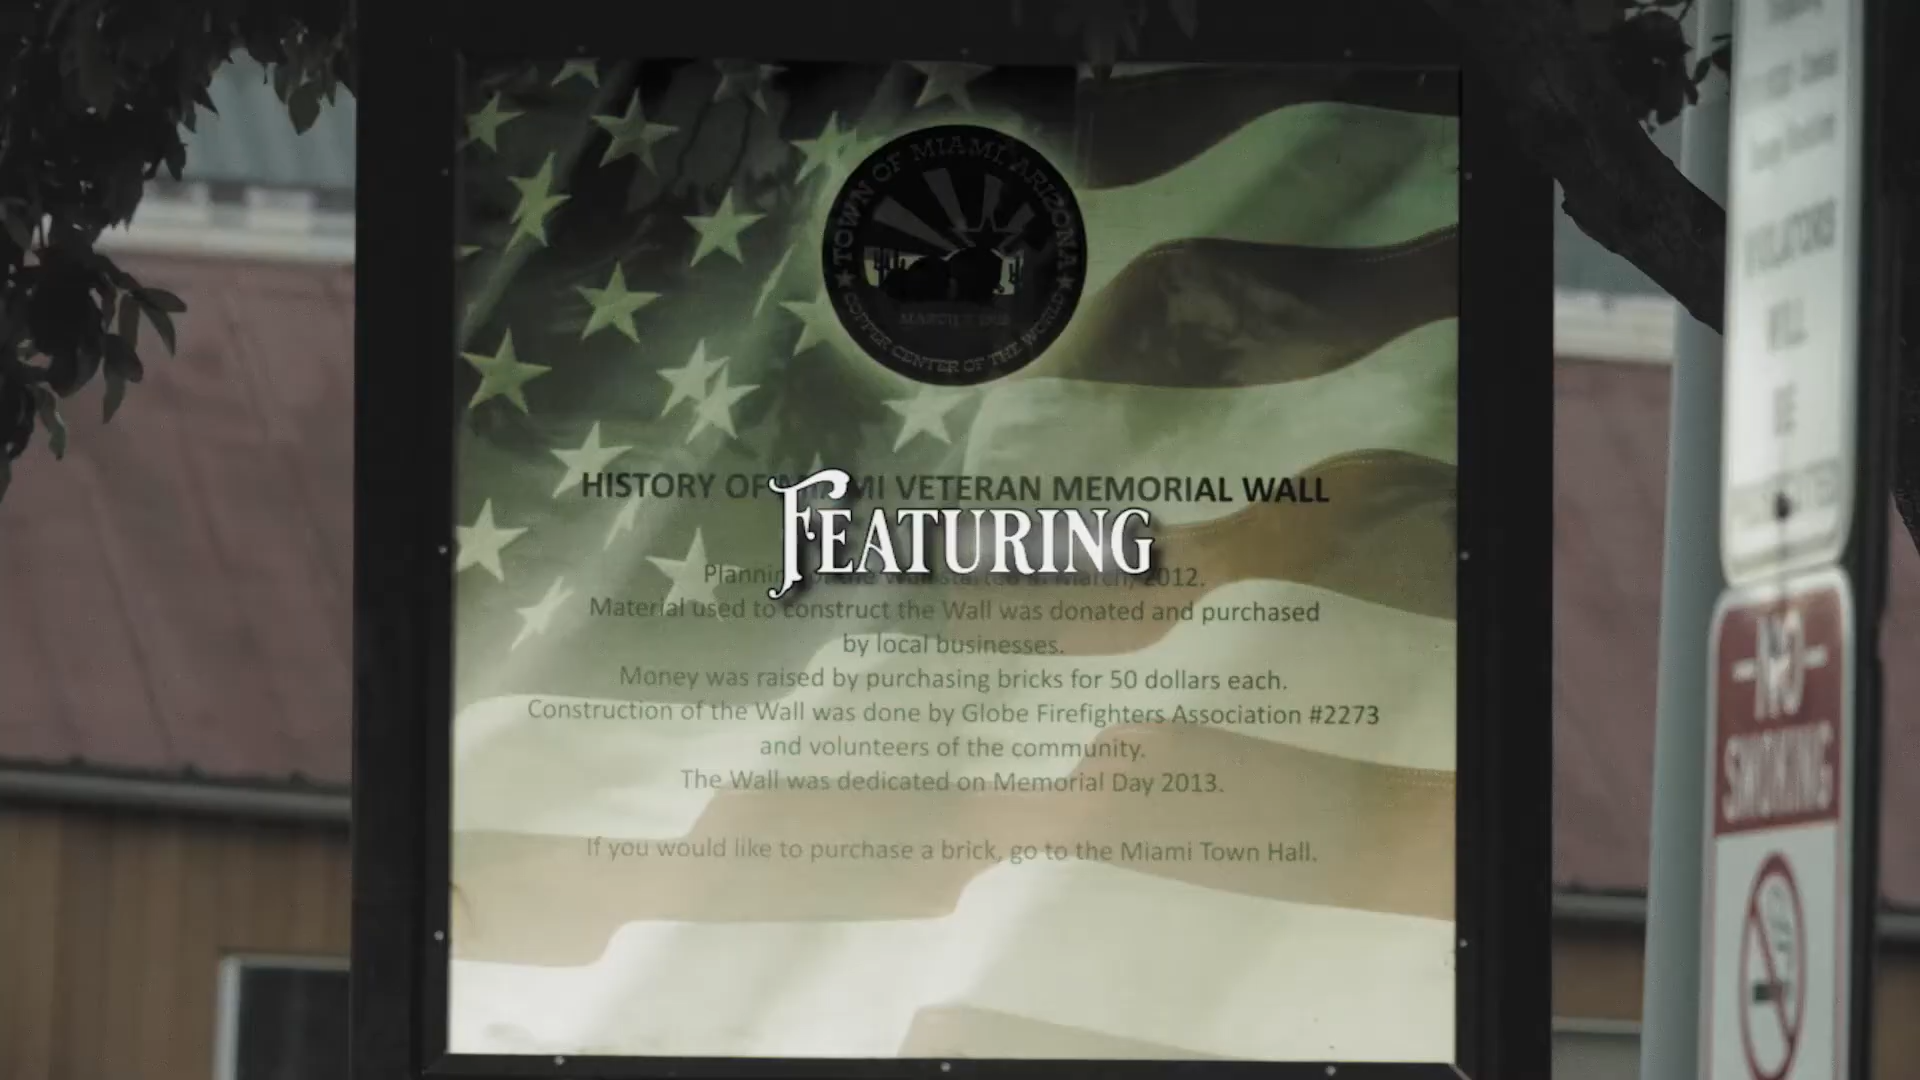 TOWN OF MIAMI ARIZONA
COPPER CENTER OF THE WORLD
HISTORY OF MIAMI VETERAN MEMORIAL WALL
FEATURING
Planning of the Wall started in March, 2012.
Material used to construct the Wall was donated and purchased
by local businesses.
Money was raised by purchasing bricks for 50 dollars each.
Construction of the Wall was done by Globe Firefighters Association #2273
and volunteers of the community.
The Wall was dedicated on Memorial Day 2013.
If you would like to purchase a brick, go to the Miami Town Hall.
VIOLATORS
WILL
BE
NO
SMOKING